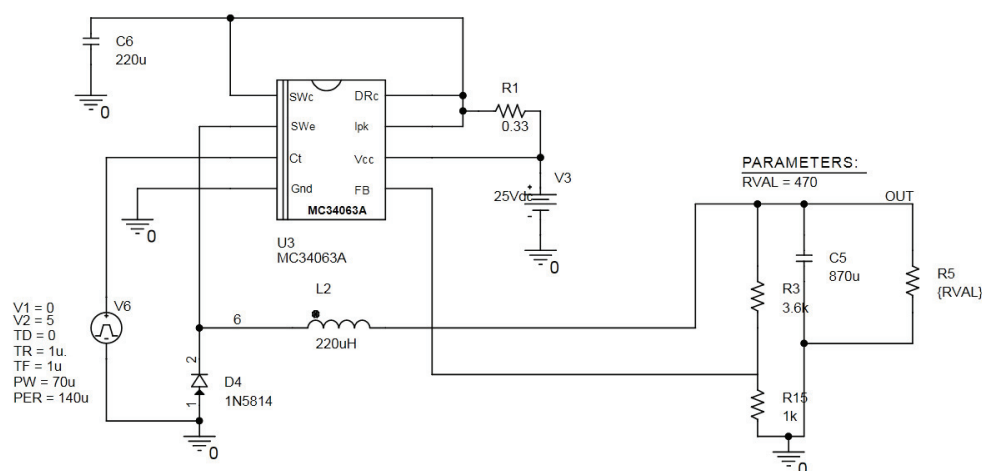 C6
220u
0
SWc
SWe
Ct
Gnd
DRc
Ipk
Vcc
FB
MC34063A
U3
MC34063A
R1
0.33
V3
25Vdc
+
-
0
0
PARAMETERS:
RVAL = 470
OUT
C5
870u
R5
{RVAL}
R3
3.6k
R15
1k
0
L2
220uH
6
V1 = 0
V2 = 5
TD = 0
TR = 1u.
TF = 1u
PW = 70u
PER = 140u
V6
2
1
D4
1N5814
0